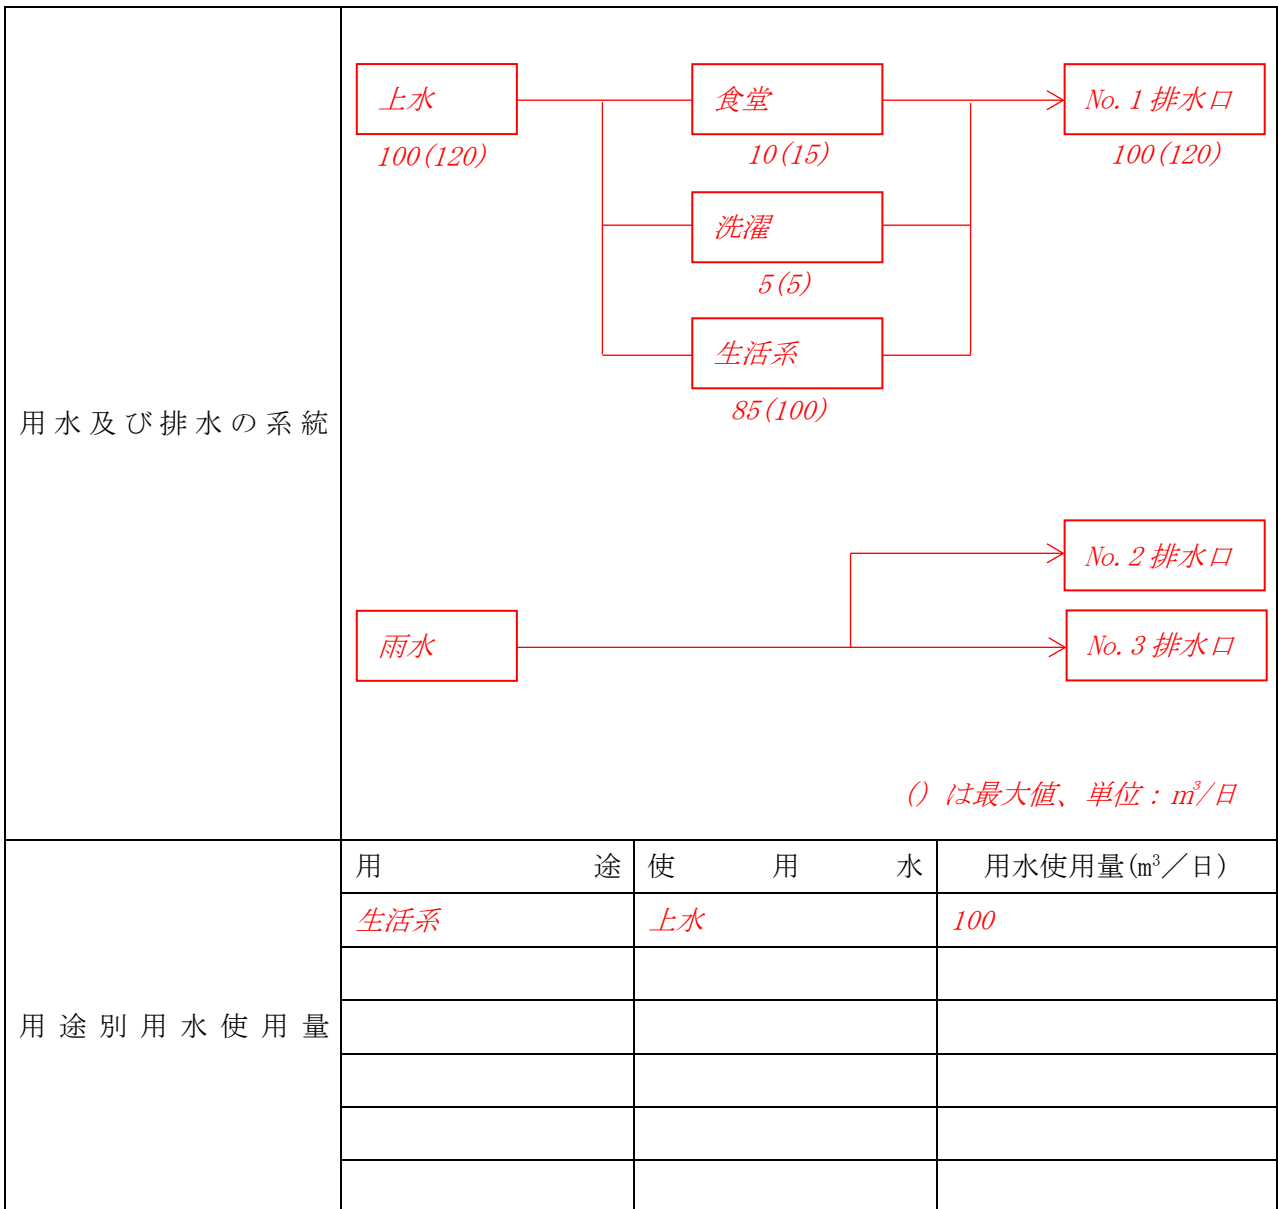 上水
食堂
No.1排水口
100(120)
10(15)
100(120)
洗濯
5(5)
生活系
85(100)
用水及び排水の系統
No.2排水口
雨水
No.3排水口
()は最大値、単位：㎥/日
用途
使用水
用水使用量(m³／日)
生活系
上水
100
用途別用水使用量